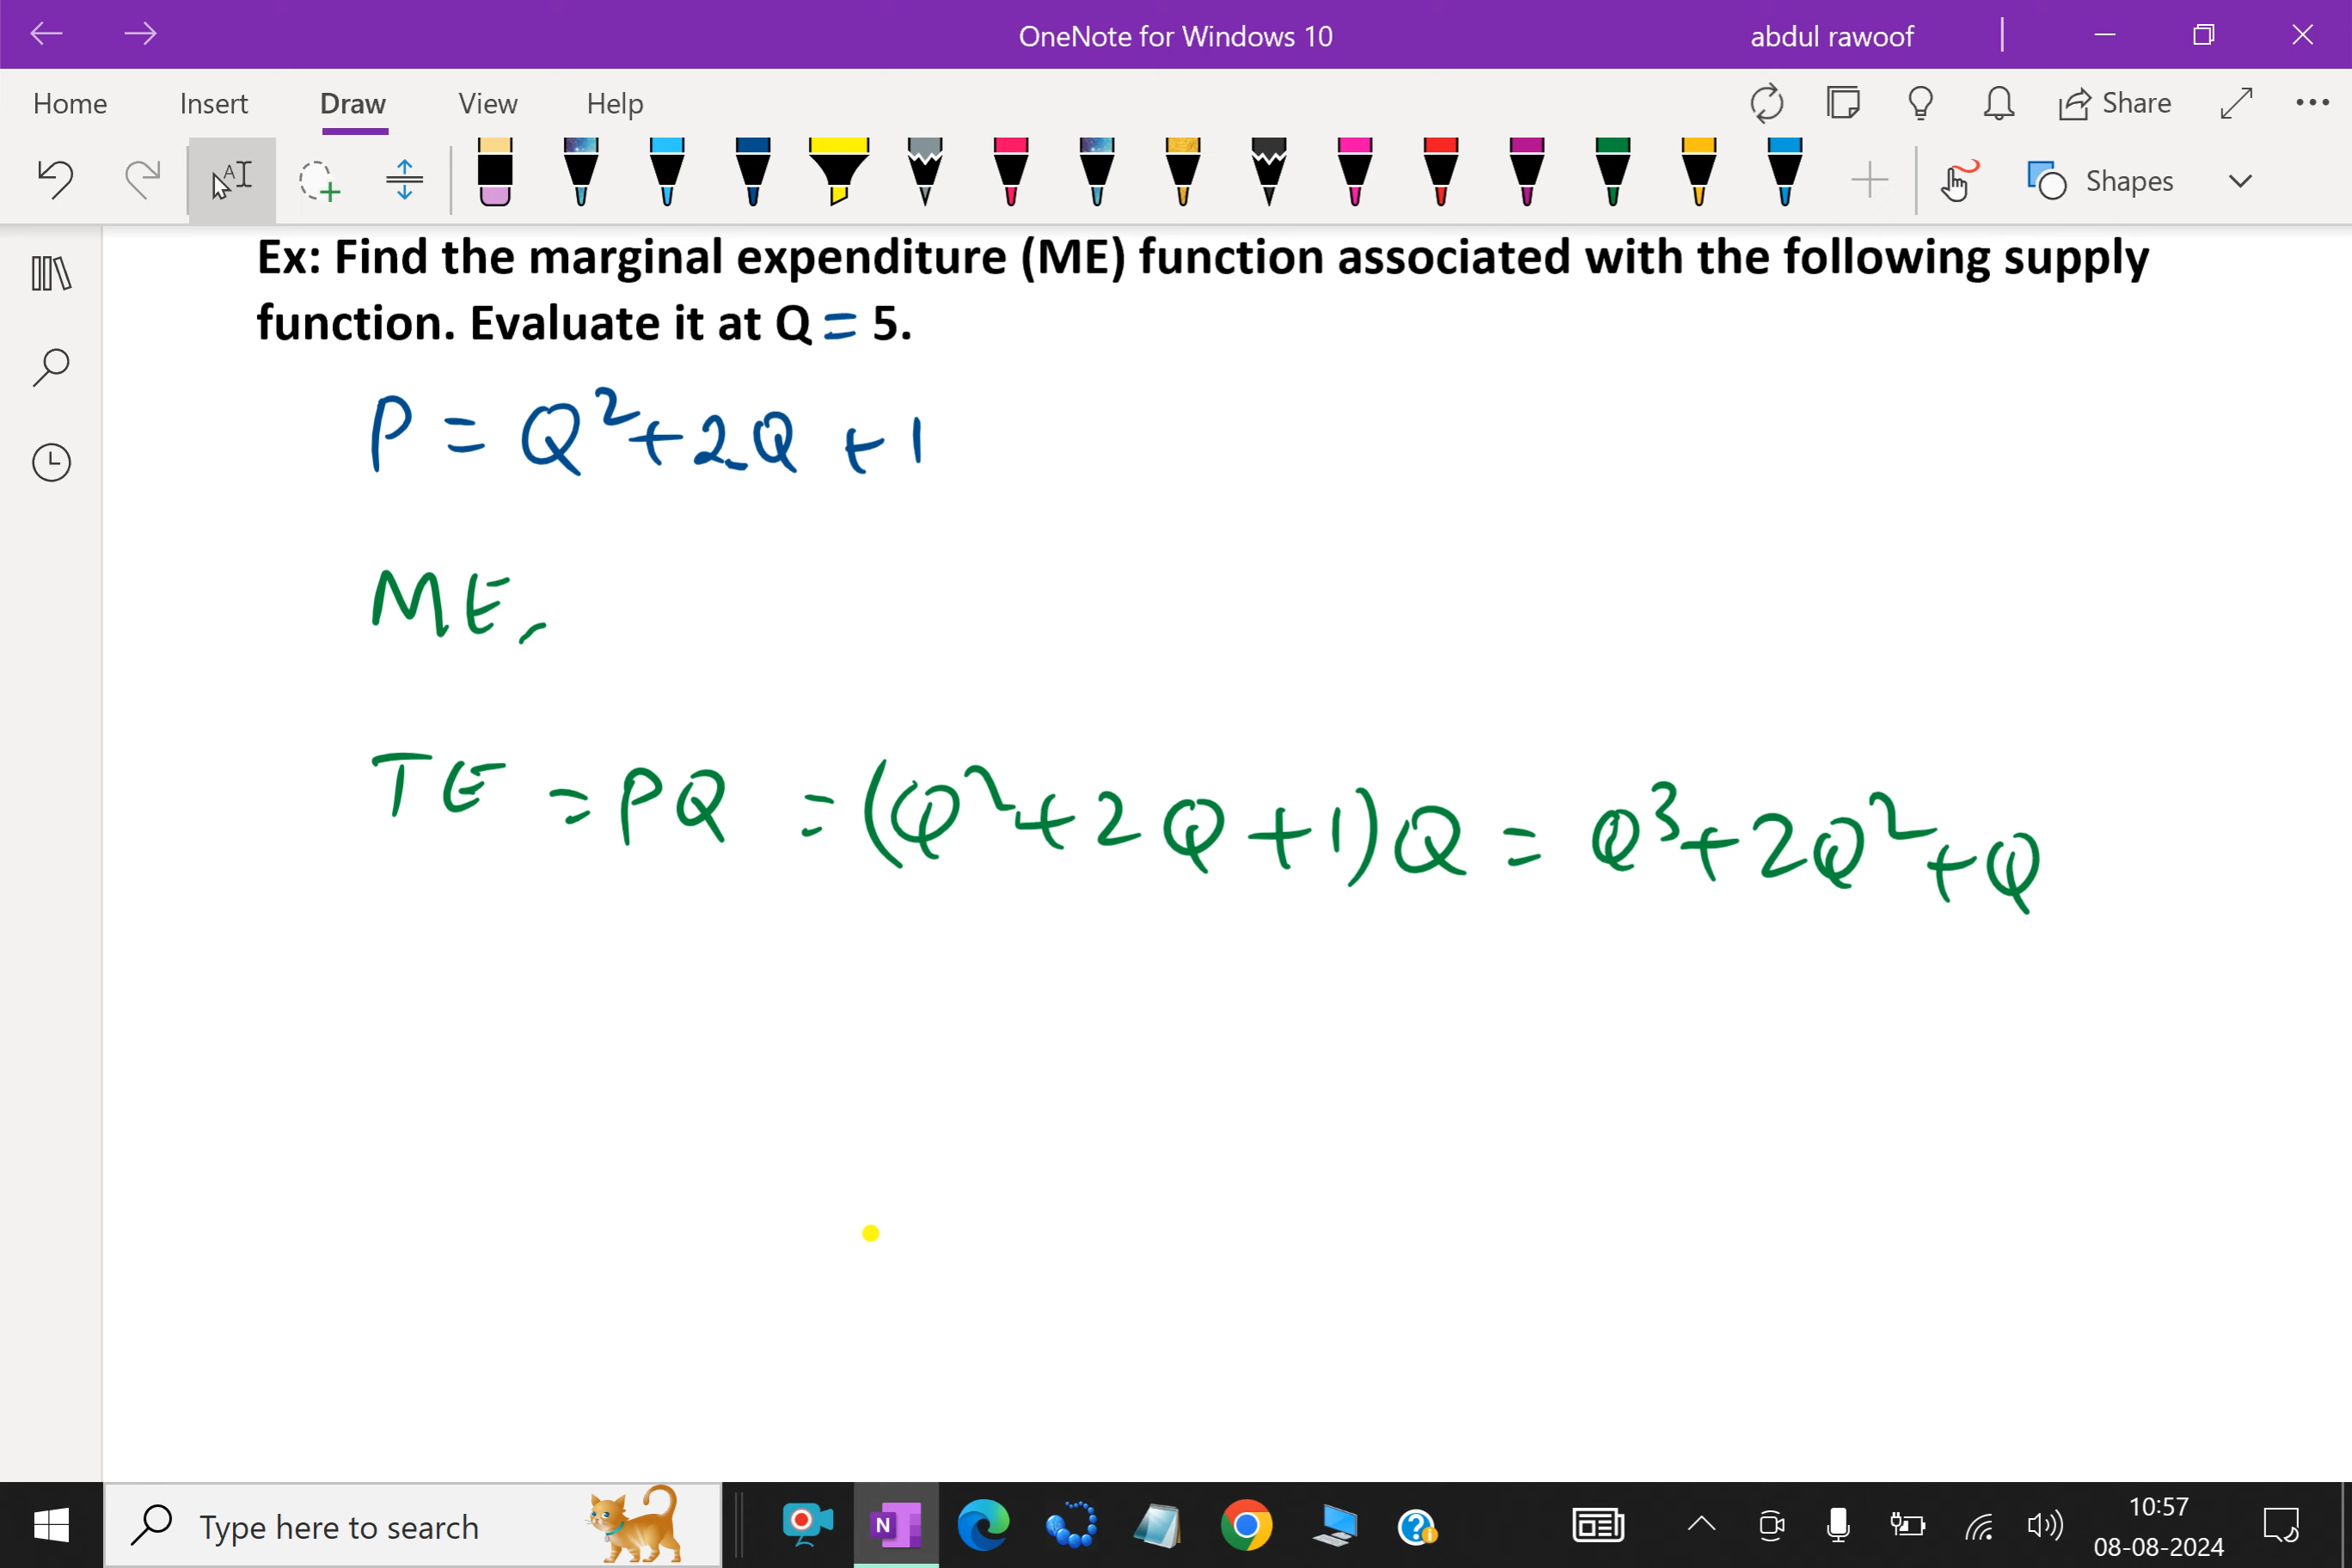 OneNote for Windows 10
abdul rawoof
Home Insert Draw View Help
Share
Shapes
Ex: Find the marginal expenditure (ME) function associated with the following supply
function. Evaluate it at Q = 5.
P = Q² + 2Q + 1
ME,
TE = PQ = (Q² + 2Q + 1)Q = Q³ + 2Q² + Q
Type here to search
10:57
08-08-2024